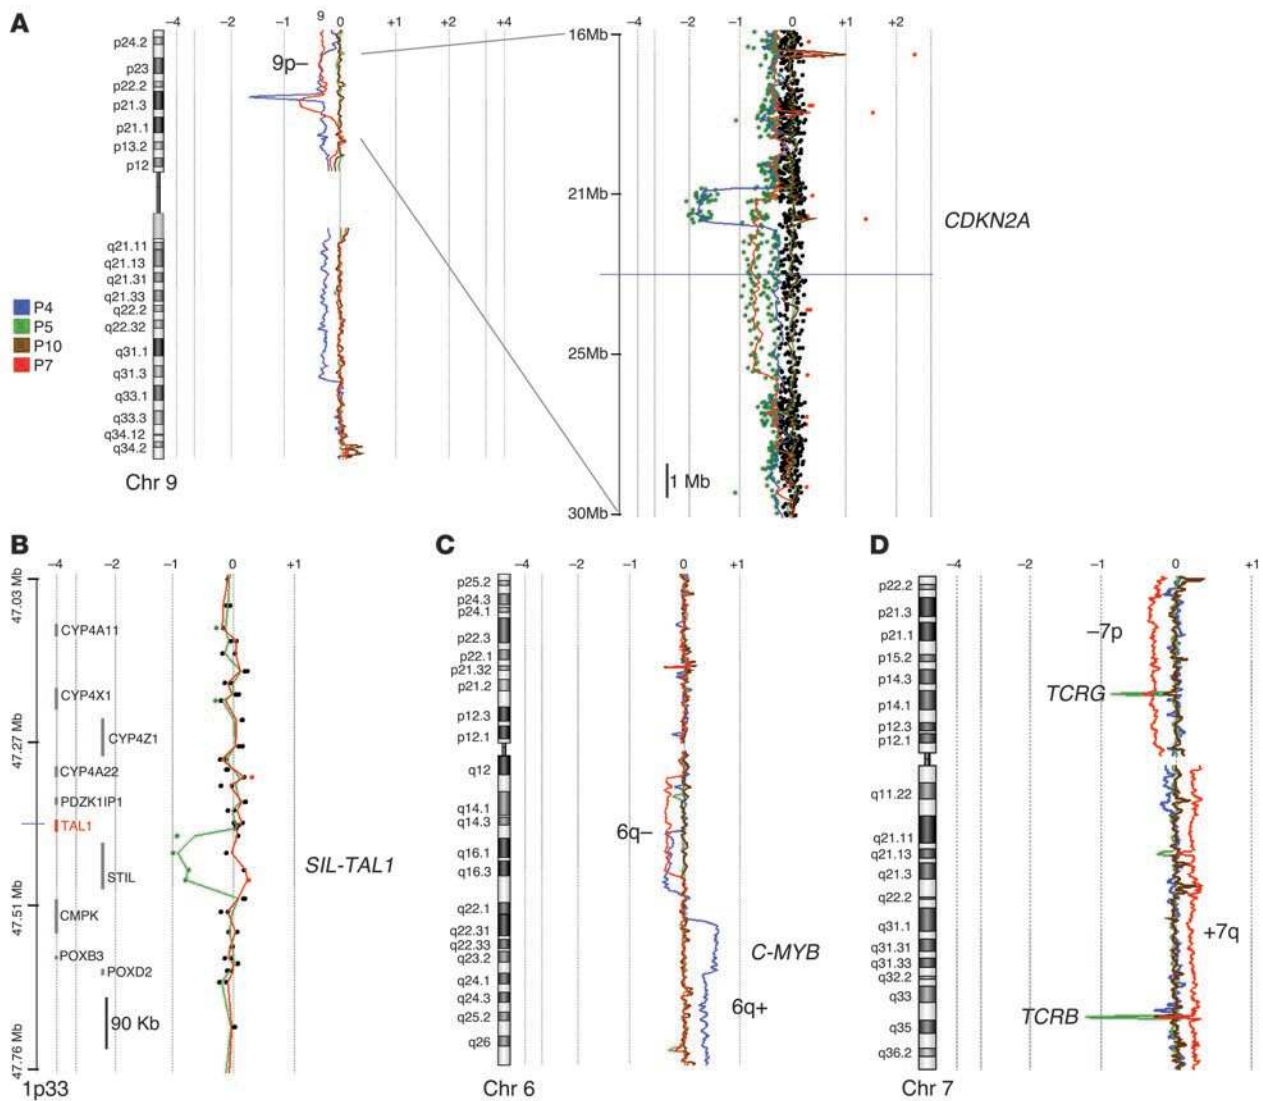 A
−4 −2 −1 9 0 +1 +2 +4
9p−
p24.2
p23
p22.2
p21.3
p21.1
p13.2
p12
q21.11
q21.13
q21.31
q21.33
q22.2
q22.32
q31.1
q31.3
q33.1
q33.3
q34.12
q34.2
Chr 9
P4
P5
P10
P7
−4 −2 −1 0 +1 +2
16Mb
21Mb
25Mb
30Mb
1 Mb
CDKN2A
B
−4 −2 −1 0 +1
47.03 Mb
47.27 Mb
47.51 Mb
47.76 Mb
CYP4A11
CYP4X1
CYP4Z1
CYP4A22
PDZK1IP1
TAL1
STIL
CMPK
POXB3
POXD2
90 Kb
1p33
SIL-TAL1
C
−4 −2 −1 0 +1
p25.2
p24.3
p24.1
p22.3
p22.1
p21.32
p21.2
p12.3
p12.1
q12
q14.1
q14.3
q16.1
q16.3
q22.1
q22.31
q22.33
q23.2
q24.1
q24.3
q25.2
q26
6q−
C-MYB
6q+
Chr 6
D
−4 −2 −1 0 +1
p22.2
p21.3
p21.1
p15.2
p14.3
p14.1
p12.3
p12.1
q11.22
q21.11
q21.13
q21.3
q22.2
q31.1
q31.31
q31.33
q32.2
q33
q35
q36.2
−7p
TCRG
+7q
TCRB
Chr 7